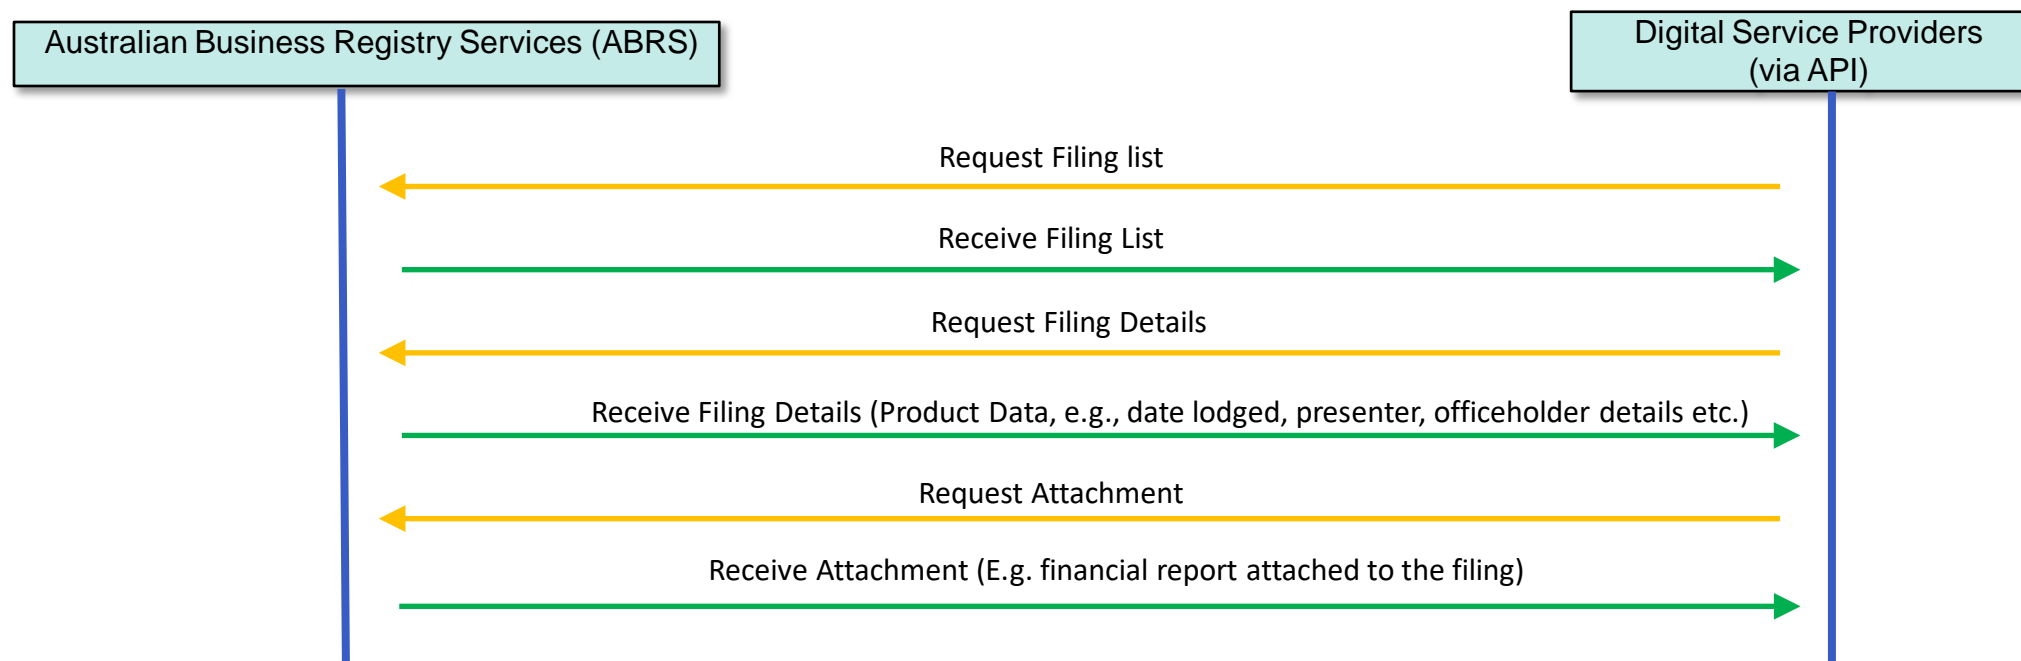 Australian Business Registry Services (ABRS)
Digital Service Providers
(via API)
Request Filing list
Receive Filing List
Request Filing Details
Receive Filing Details (Product Data, e.g., date lodged, presenter, officeholder details etc.)
Request Attachment
Receive Attachment (E.g. financial report attached to the filing)